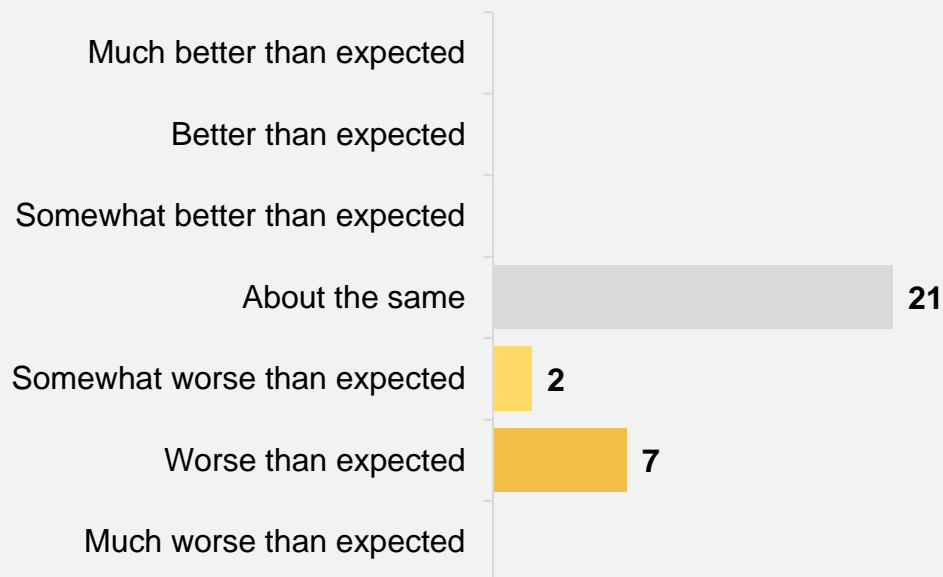 Much better than expected
Better than expected
Somewhat better than expected
About the same 21
Somewhat worse than expected 2
Worse than expected 7
Much worse than expected